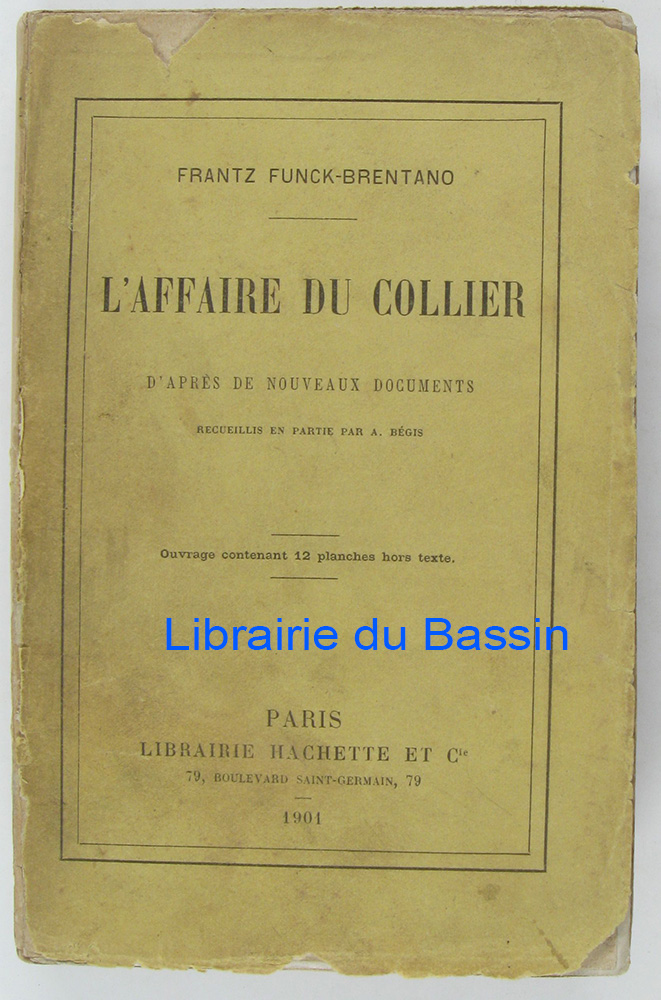 FRANTZ FUNCK-BRENTANO
L'AFFAIRE DU COLLIER
D'APRÈS DE NOUVEAUX DOCUMENTS
RECUEILLIS EN PARTIE PAR A. BÉGIS
Ouvrage contenant 12 planches hors texte.
Librairie du Bassin
PARIS
LIBRAIRIE HACHETTE ET Cie
79, BOULEVARD SAINT-GERMAIN, 79
1901